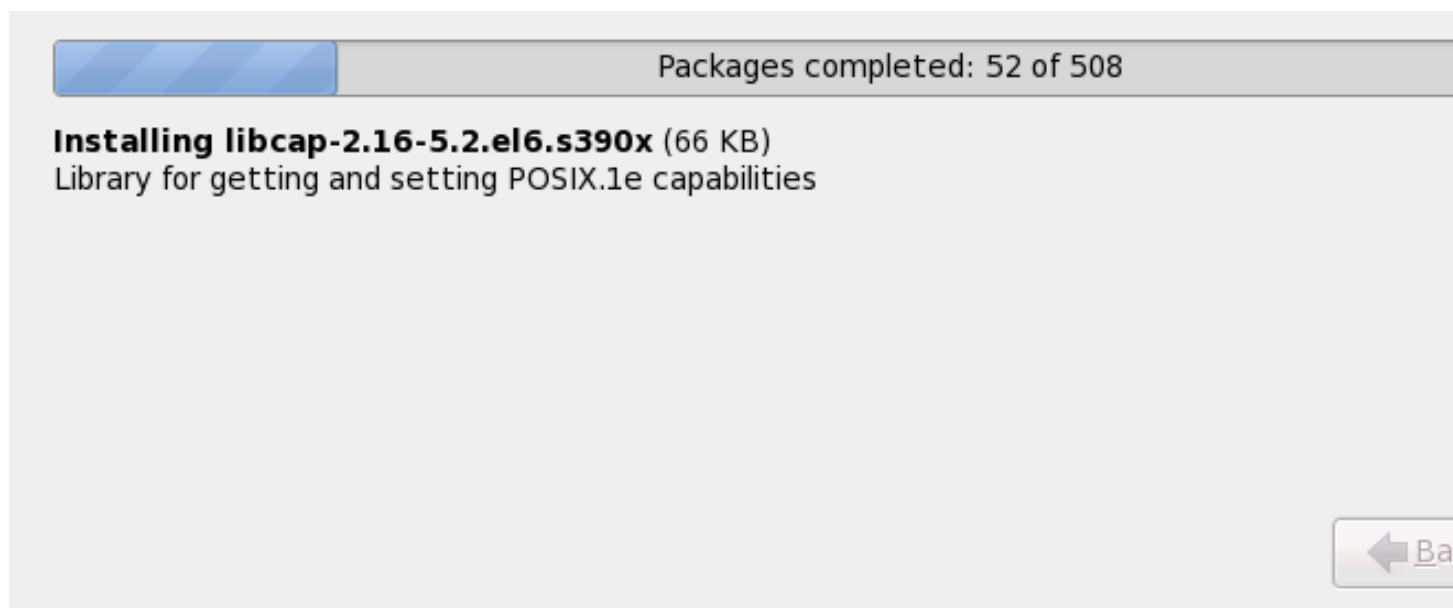 Packages completed: 52 of 508
Installing libcap-2.16-5.2.el6.s390x (66 KB)
Library for getting and setting POSIX.1e capabilities
Ba